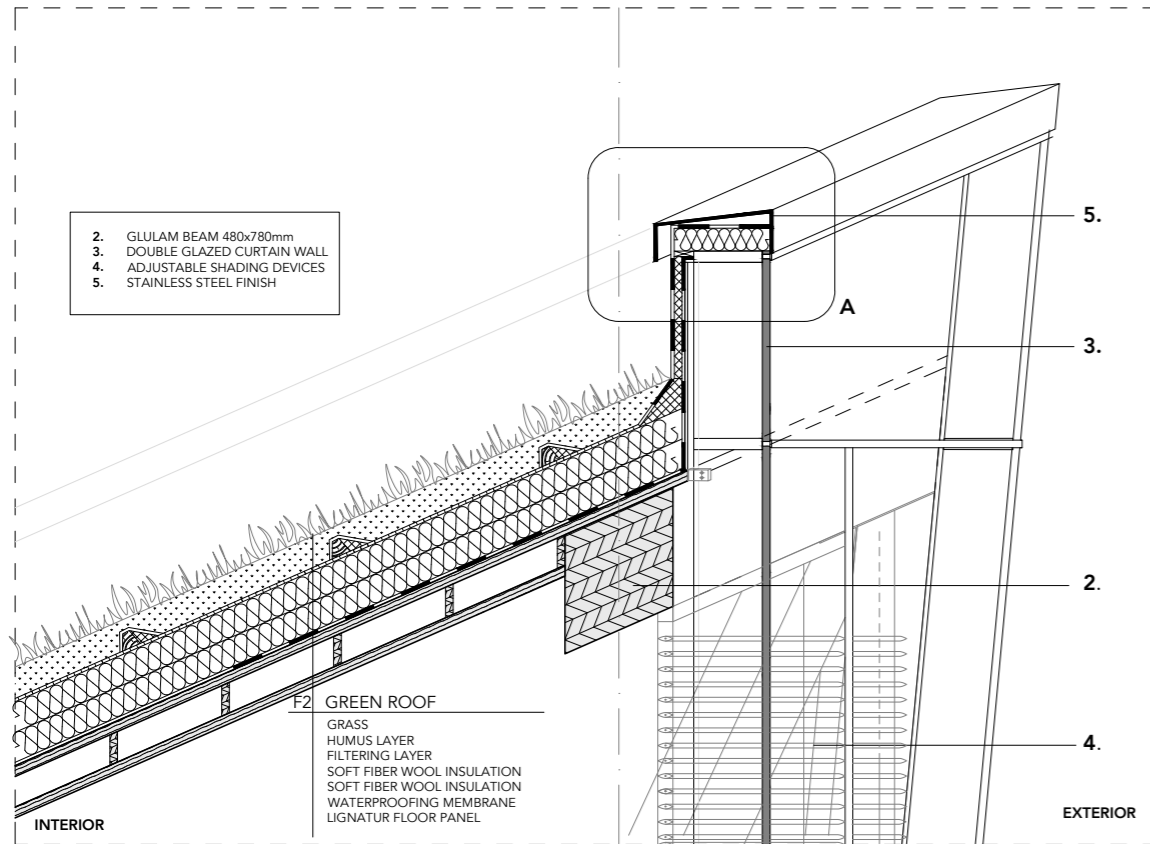 2. GLULAM BEAM 480x780mm
3. DOUBLE GLAZED CURTAIN WALL
4. ADJUSTABLE SHADING DEVICES
5. STAINLESS STEEL FINISH
5.
A
3.
2.
F2 GREEN ROOF
GRASS
HUMUS LAYER
FILTERING LAYER
SOFT FIBER WOOL INSULATION
SOFT FIBER WOOL INSULATION
WATERPROOFING MEMBRANE
LIGNATUR FLOOR PANEL
4.
INTERIOR
EXTERIOR